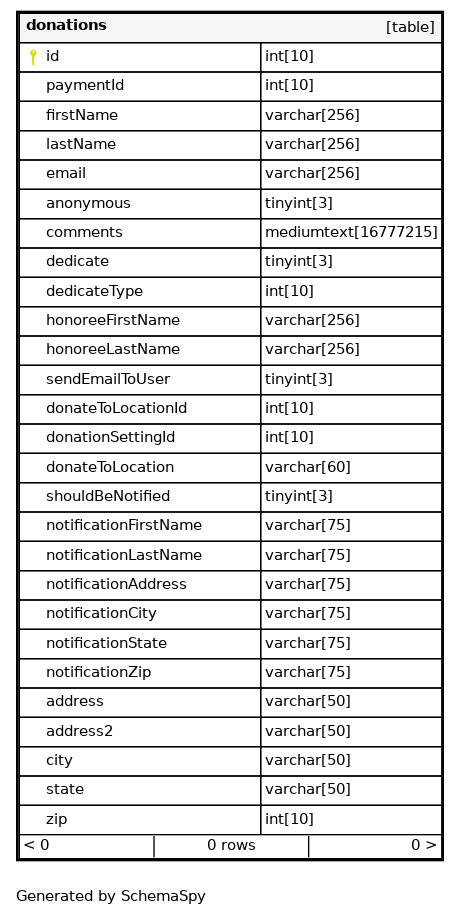 donations [table]
id int[10]
paymentId int[10]
firstName varchar[256]
lastName varchar[256]
email varchar[256]
anonymous tinyint[3]
comments mediumtext[16777215]
dedicate tinyint[3]
dedicateType int[10]
honoreeFirstName varchar[256]
honoreeLastName varchar[256]
sendEmailToUser tinyint[3]
donateToLocationId int[10]
donationSettingId int[10]
donateToLocation varchar[60]
shouldBeNotified tinyint[3]
notificationFirstName varchar[75]
notificationLastName varchar[75]
notificationAddress varchar[75]
notificationCity varchar[75]
notificationState varchar[75]
notificationZip varchar[75]
address varchar[50]
address2 varchar[50]
city varchar[50]
state varchar[50]
zip int[10]
< 0 0 rows 0 >
Generated by SchemaSpy